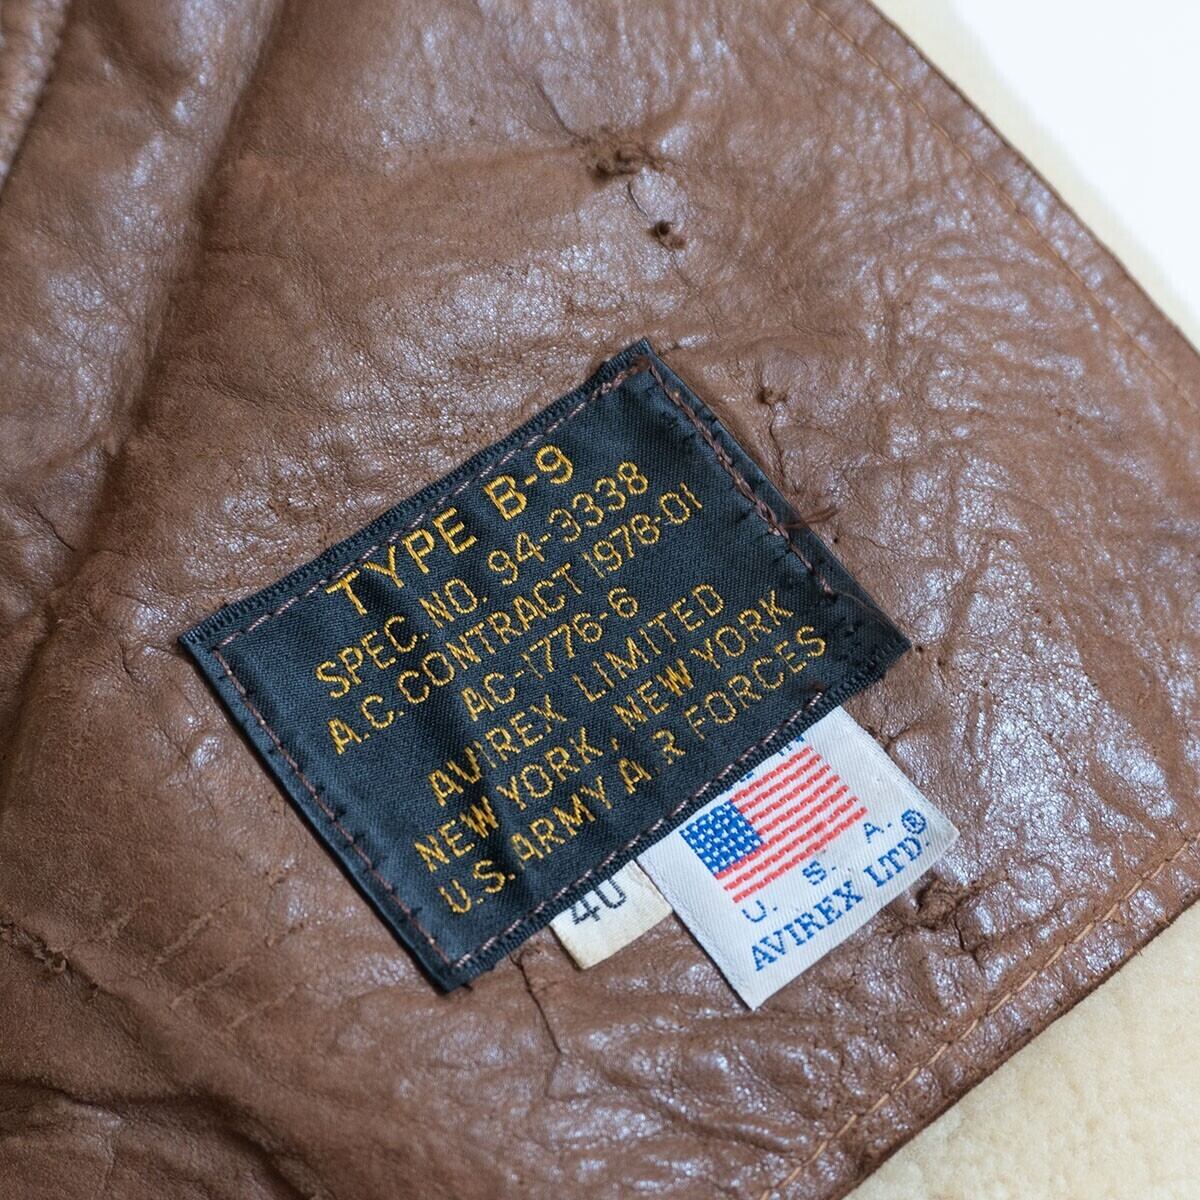 TYPE B-9
SPEC. NO. 94-3338
A.C. CONTRACT 1978-01
AC-1776-6
AVIREX LIMITED
NEW YORK, NEW YORK
U.S. ARMY AIR FORCES
40
U. S. A.
AVIREX LTD.®